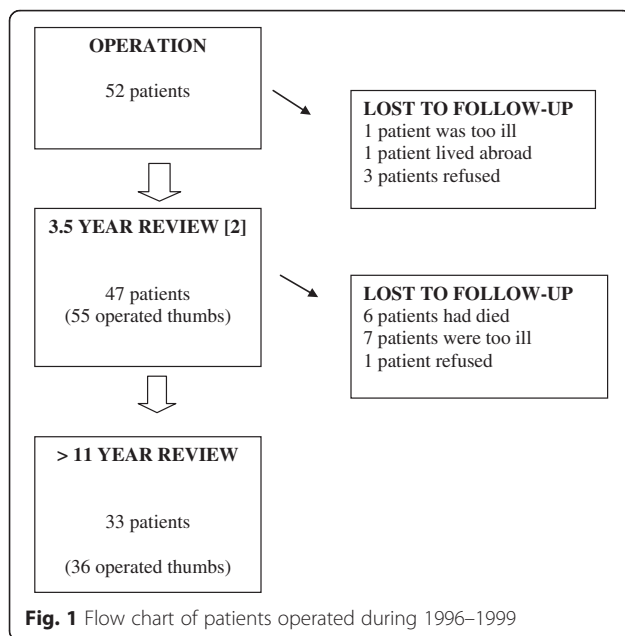 OPERATION
52 patients
LOST TO FOLLOW-UP
1 patient was too ill
1 patient lived abroad
3 patients refused
3.5 YEAR REVIEW [2]
47 patients
(55 operated thumbs)
LOST TO FOLLOW-UP
6 patients had died
7 patients were too ill
1 patient refused
> 11 YEAR REVIEW
33 patients
(36 operated thumbs)
Fig. 1 Flow chart of patients operated during 1996–1999